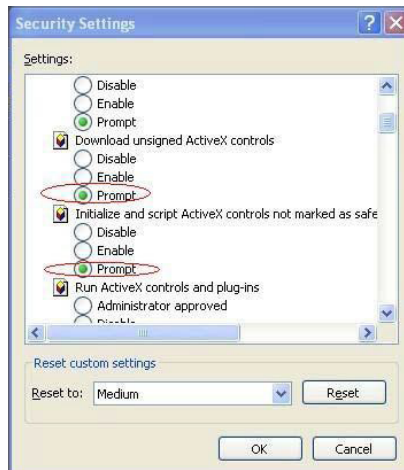 Security Settings
Settings:
Disable
Enable
Prompt
Download unsigned ActiveX controls
Disable
Enable
Prompt
Initialize and script ActiveX controls not marked as safe
Disable
Enable
Prompt
Run ActiveX controls and plug-ins
Administrator approved
Disable
Reset custom settings
Reset to: Medium Reset
OK Cancel